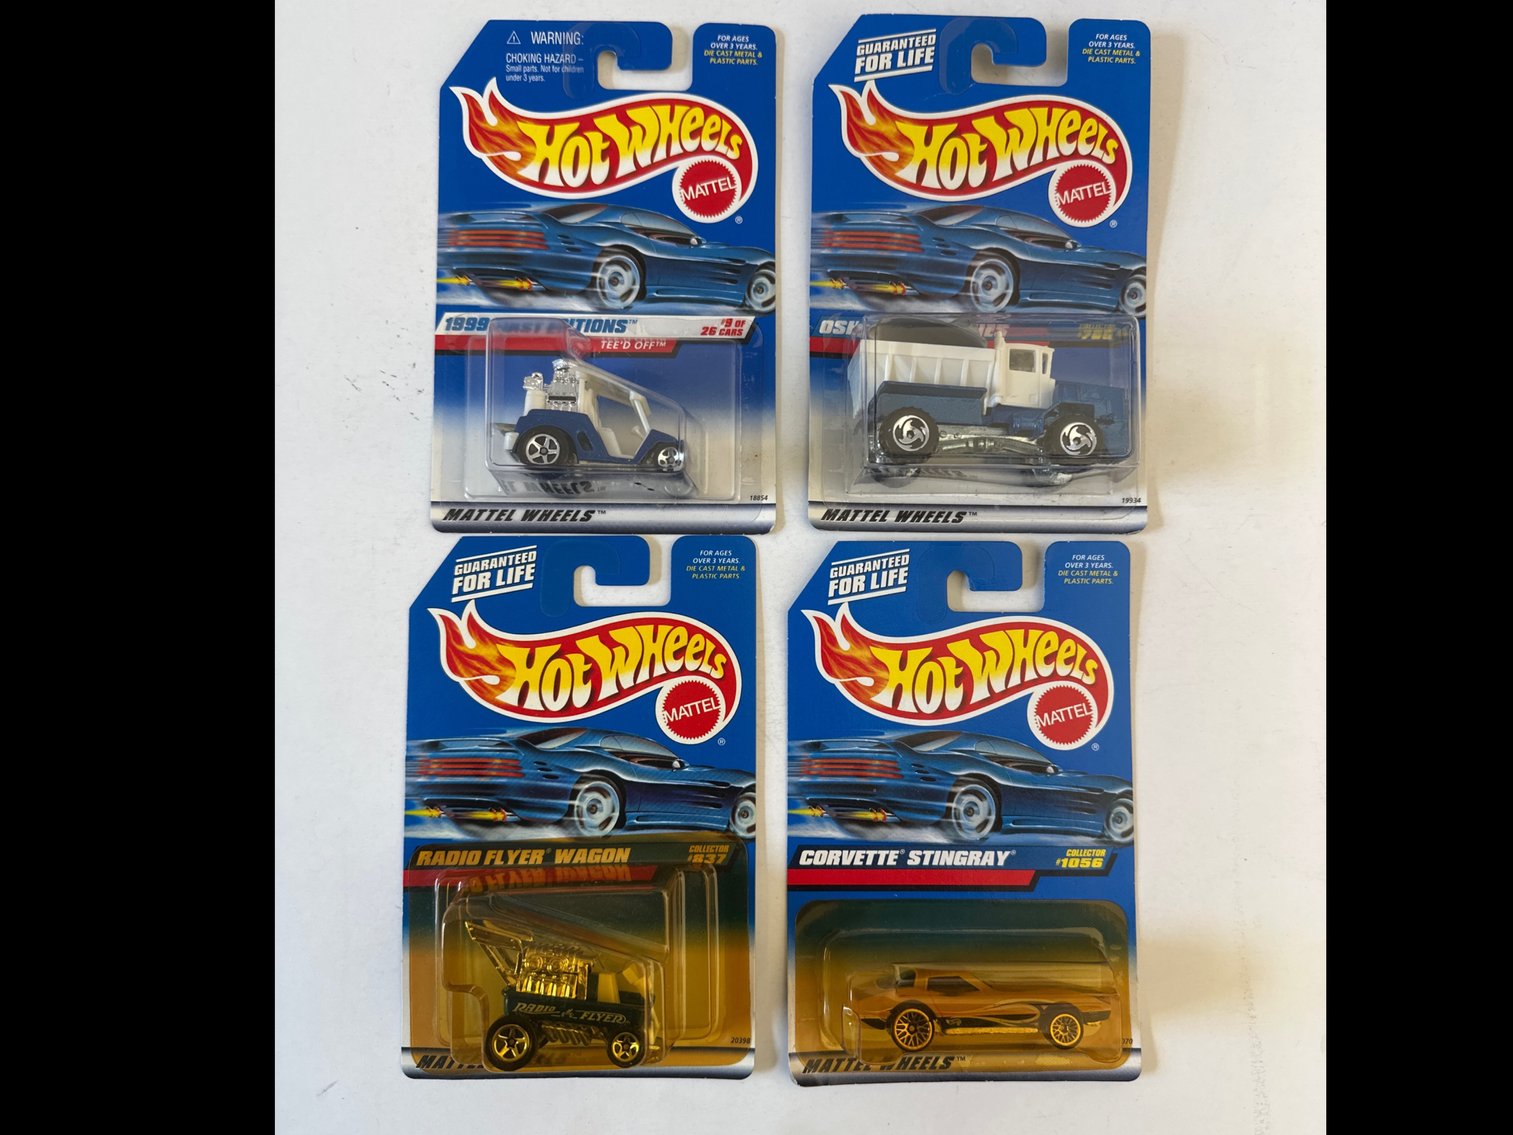 ⚠ WARNING:
CHOKING HAZARD –
Small parts. Not for children
under 3 years.
FOR AGES
OVER 3 YEARS.
DIE CAST METAL &
PLASTIC PARTS.
HOT WHEELS
MATTEL
®
1999
#9 OF
26 CARS
TEE'D OFF™
18854
MATTEL WHEELS™
GUARANTEED
FOR LIFE
FOR AGES
OVER 3 YEARS.
DIE CAST METAL &
PLASTIC PARTS.
HOT WHEELS
MATTEL
®
19934
MATTEL WHEELS™
GUARANTEED
FOR LIFE
FOR AGES
OVER 3 YEARS.
DIE CAST METAL &
PLASTIC PARTS.
HOT WHEELS
MATTEL
®
RADIO FLYER® WAGON
COLLECTOR
#837
RADIO FLYER
20398
GUARANTEED
FOR LIFE
FOR AGES
OVER 3 YEARS.
DIE CAST METAL &
PLASTIC PARTS.
HOT WHEELS
MATTEL
®
CORVETTE® STINGRAY®
COLLECTOR
#1056
MATTEL WHEELS™